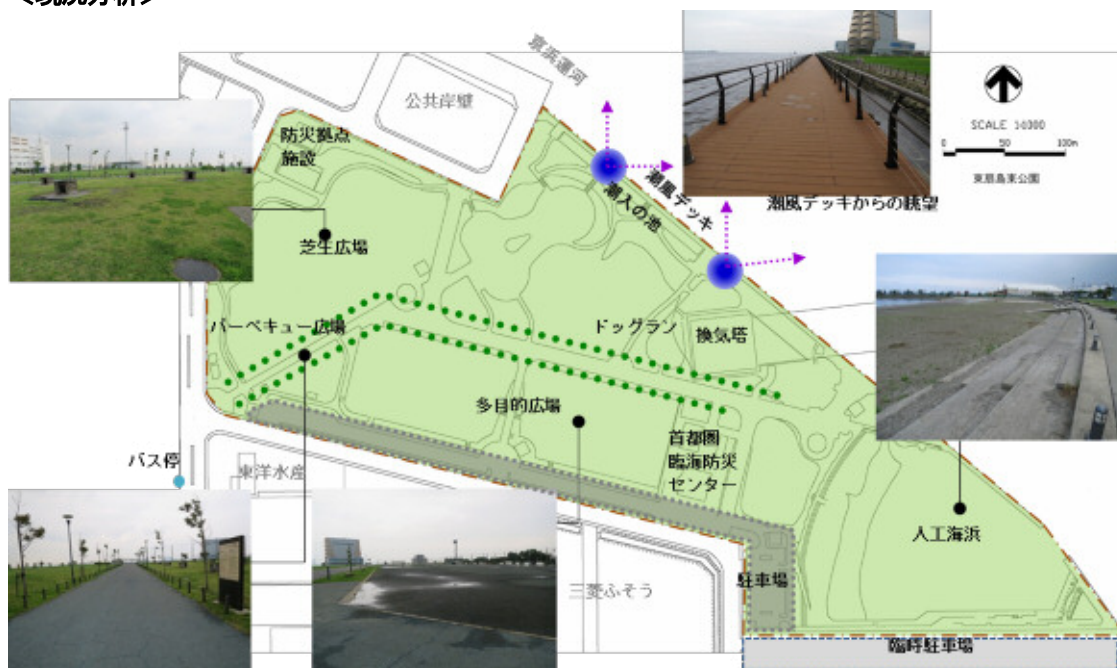 <現況分析>
京浜運河
公共岸壁
SCALE 1:6000
0 50 100m
東扇島東公園
防災拠点
施設
潮風デッキ
潮入の池
潮風デッキからの眺望
芝生広場
バーベキュー広場
ドッグラン
換気塔
多目的広場
首都圏
臨海防災
センター
バス停
東洋水産
人工海浜
三菱ふそう
駐車場
臨時駐車場